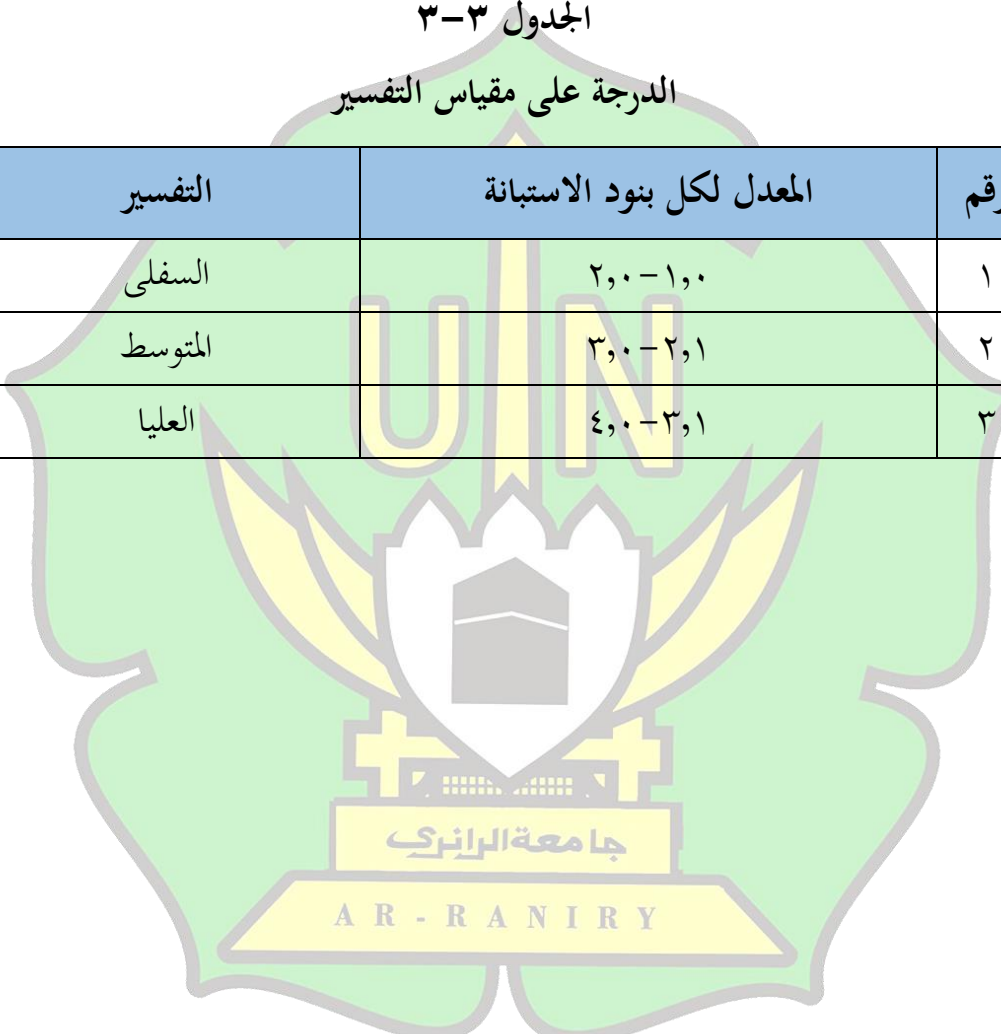 الجدول ٣-٣
الدرجة على مقياس التفسير
رقم المعدل لكل بنود الاستبانة التفسير
١ ١,٠-٢,٠ السفلى
٢ ٢,١-٣,٠ المتوسط
٣ ٣,١-٤,٠ العليا
UIN
جامعة الرانري
AR-RANIRY